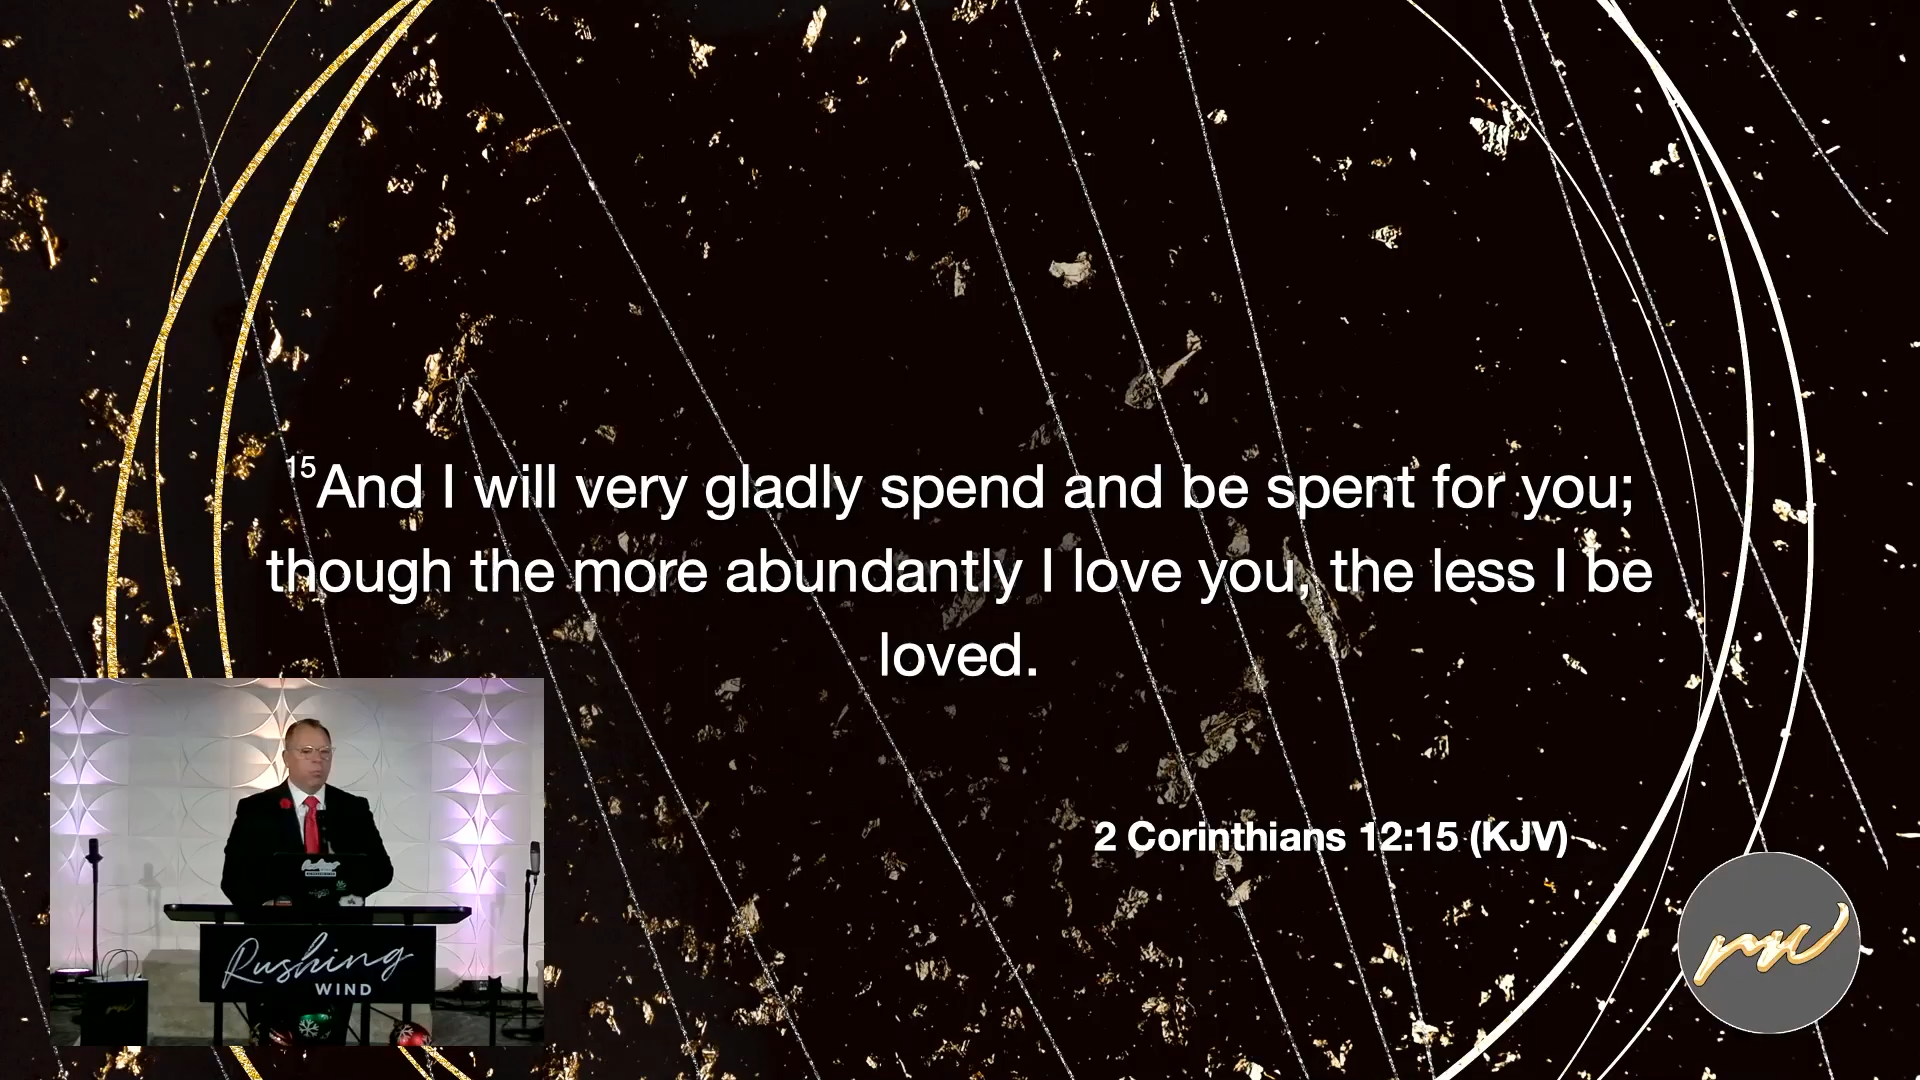 15And I will very gladly spend and be spent for you;
though the more abundantly I love you, the less I be
loved.
2 Corinthians 12:15 (KJV)
Rushing
WIND
rw